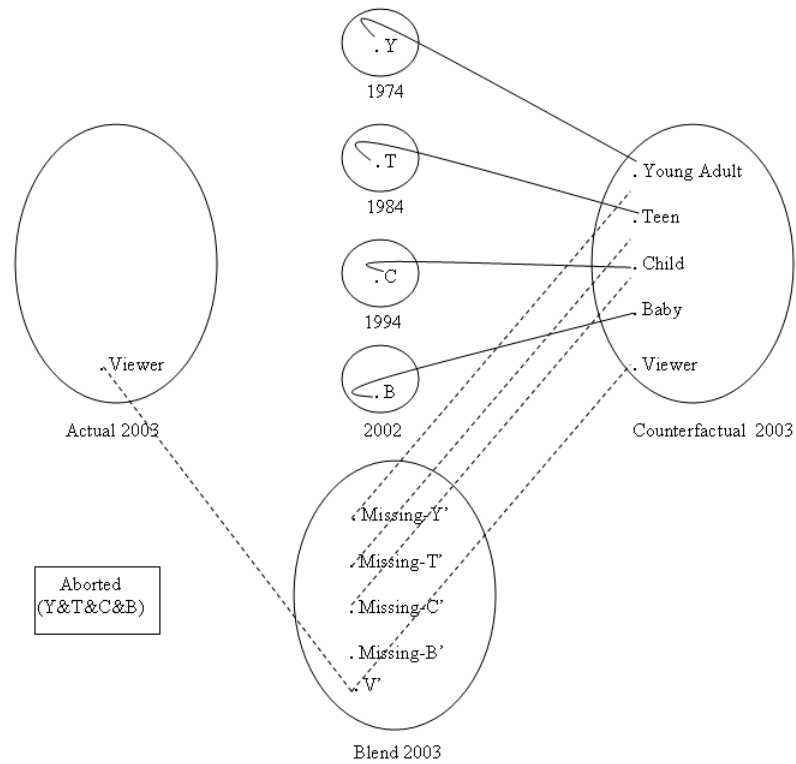 . Y
1974
. T
1984
. C
1994
. B
2002
. Viewer
Actual 2003
. Young Adult
. Teen
. Child
. Baby
. Viewer
Counterfactual 2003
. Missing-Y’
. Missing-T’
. Missing-C’
. Missing-B’
. V’
Blend 2003
Aborted
(Y&T&C&B)